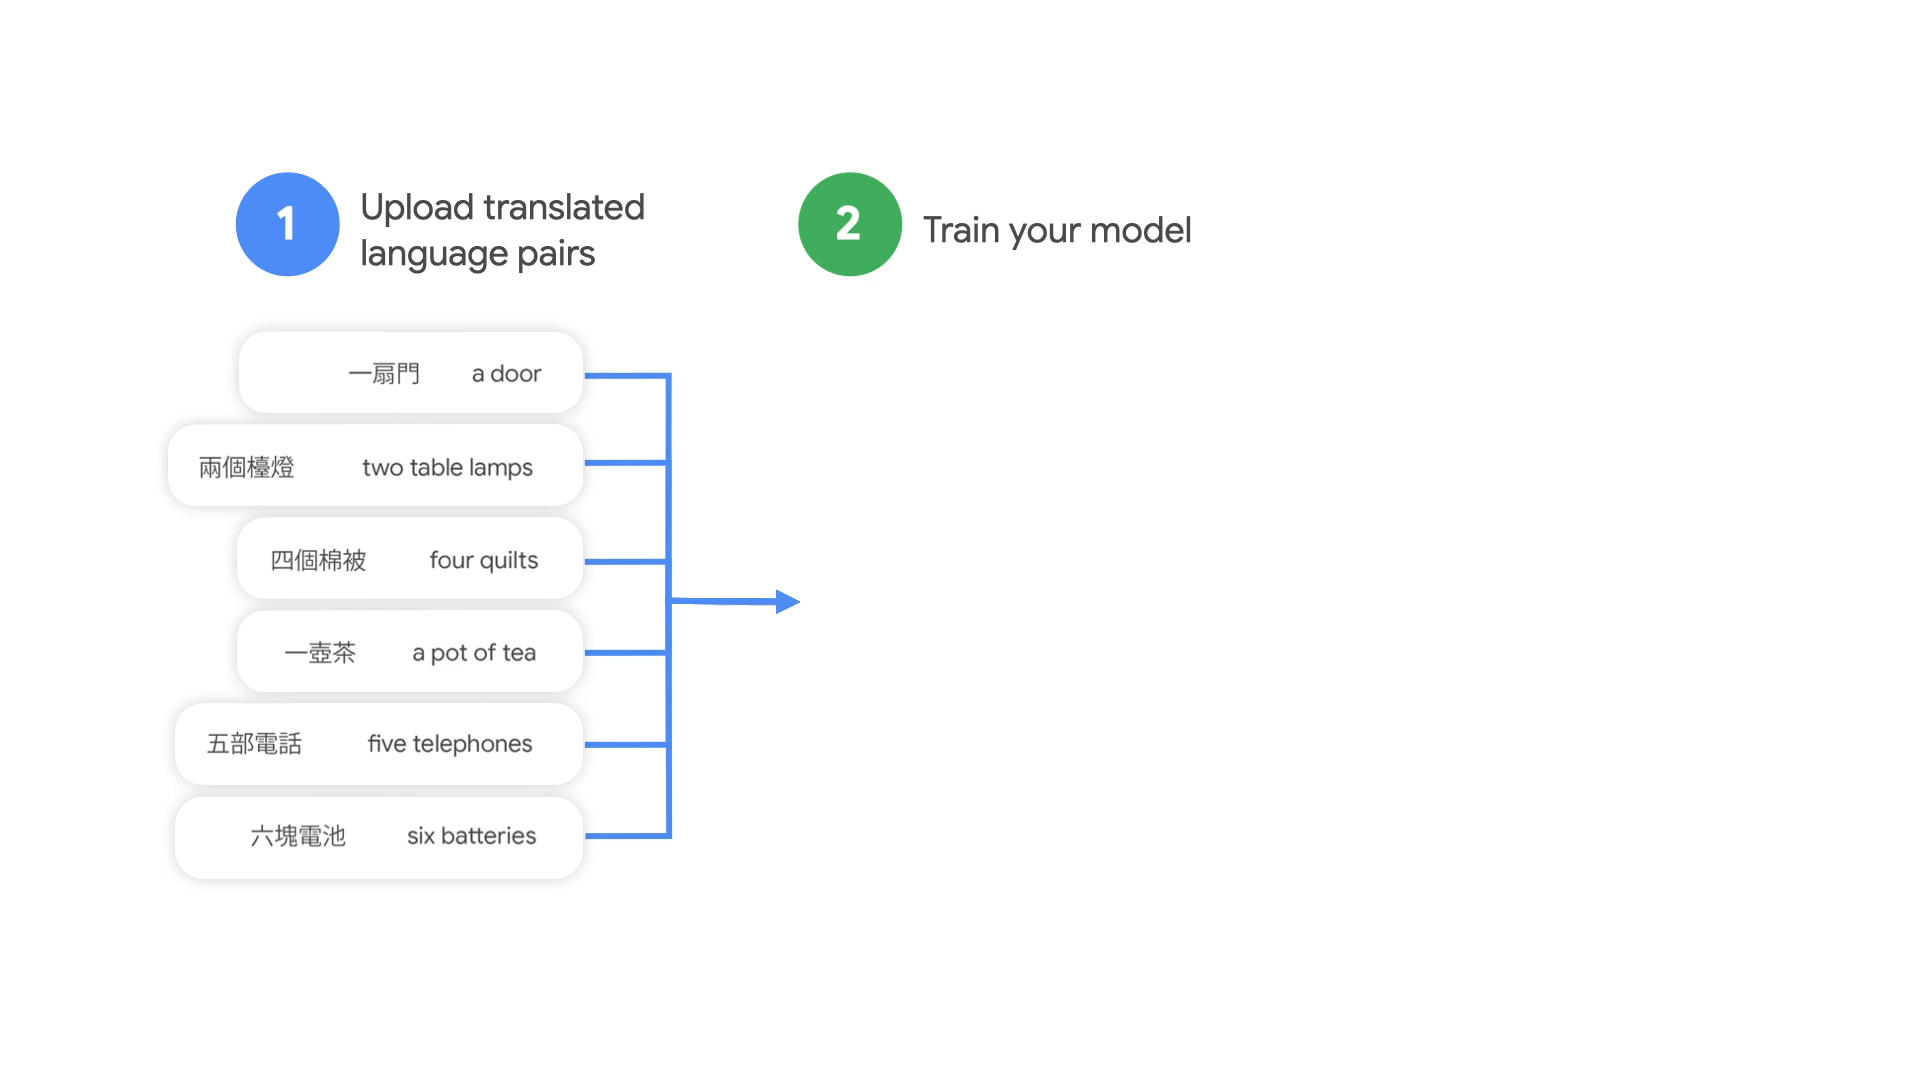 1
Upload translated
language pairs
2
Train your model
一扇門 a door
兩個檯燈 two table lamps
四個棉被 four quilts
一壺茶 a pot of tea
五部電話 five telephones
六塊電池 six batteries